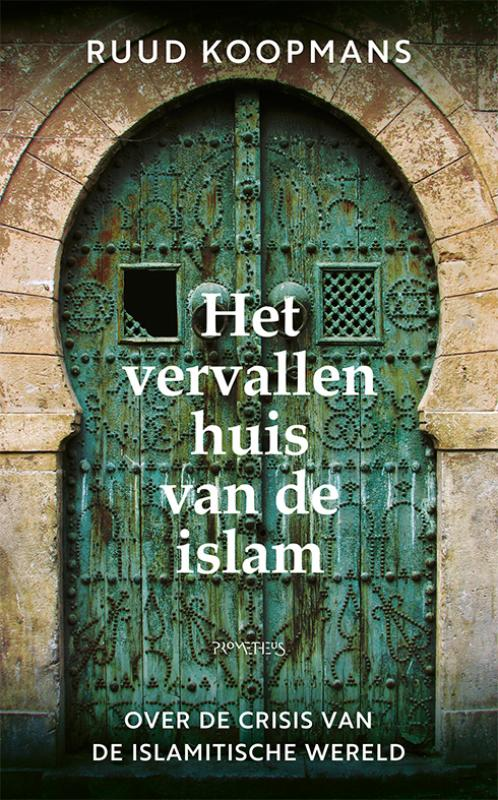 RUUD KOOPMANS
Het
vervallen
huis
van de
islam
PROMETHEUS
OVER DE CRISIS VAN
DE ISLAMITISCHE WERELD